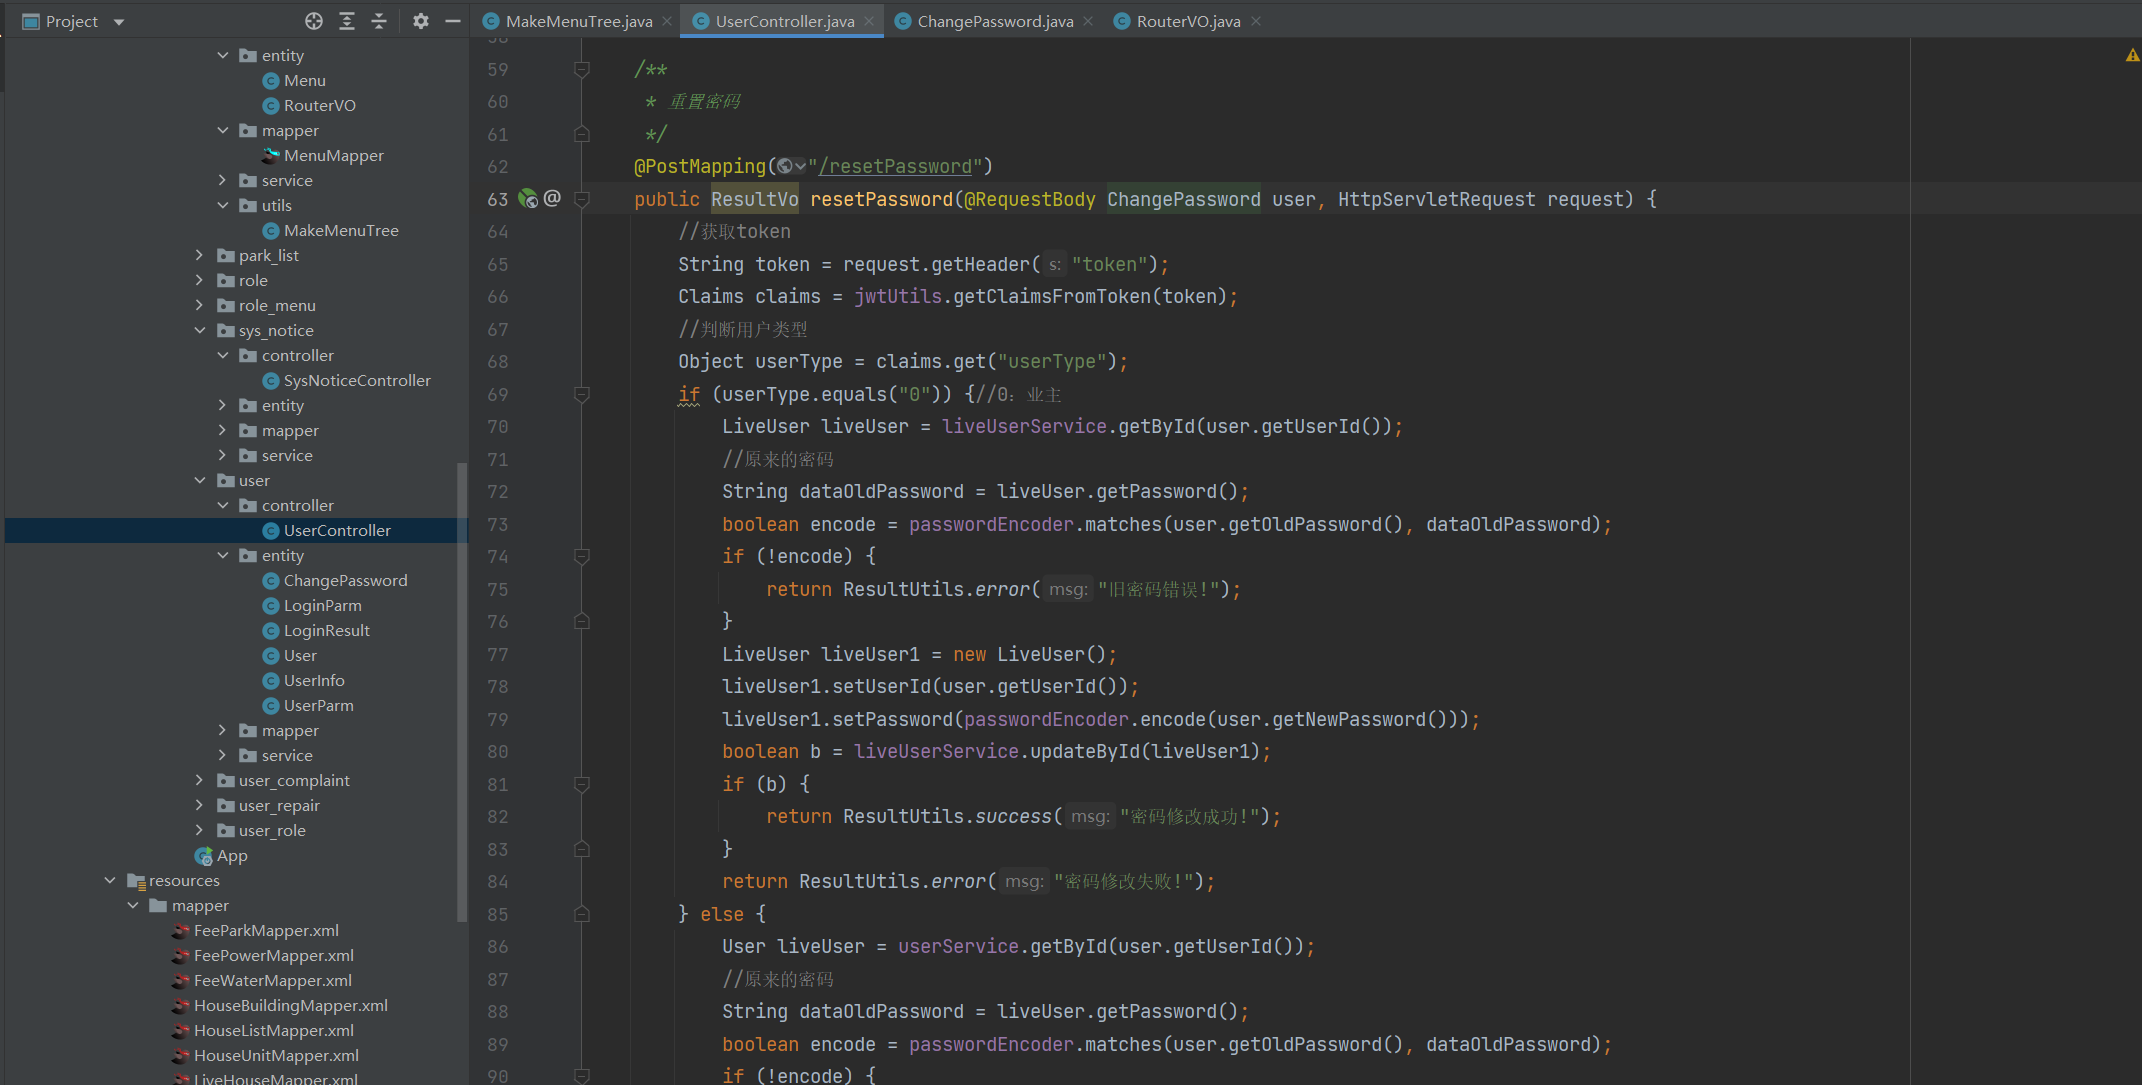 Project
MakeMenuTree.java
UserController.java
ChangePassword.java
RouterVO.java
entity
Menu
RouterVO
mapper
MenuMapper
service
utils
MakeMenuTree
park_list
role
role_menu
sys_notice
controller
SysNoticeController
entity
mapper
service
user
controller
UserController
entity
ChangePassword
LoginParm
LoginResult
User
UserInfo
UserParm
mapper
service
user_complaint
user_repair
user_role
App
resources
mapper
FeeParkMapper.xml
FeePowerMapper.xml
FeeWaterMapper.xml
HouseBuildingMapper.xml
HouseListMapper.xml
HouseUnitMapper.xml
LiveHouseMapper.xml
58
59 /**
60 * 重置密码
61 */
62 @PostMapping("/resetPassword")
63 @ public ResultVo resetPassword(@RequestBody ChangePassword user, HttpServletRequest request) {
64 //获取token
65 String token = request.getHeader( s: "token");
66 Claims claims = jwtUtils.getClaimsFromToken(token);
67 //判断用户类型
68 Object userType = claims.get("userType");
69 if (userType.equals("0")) {//0：业主
70 LiveUser liveUser = liveUserService.getById(user.getUserId());
71 //原来的密码
72 String dataOldPassword = liveUser.getPassword();
73 boolean encode = passwordEncoder.matches(user.getOldPassword(), dataOldPassword);
74 if (!encode) {
75 return ResultUtils.error( msg: "旧密码错误!");
76 }
77 LiveUser liveUser1 = new LiveUser();
78 liveUser1.setUserId(user.getUserId());
79 liveUser1.setPassword(passwordEncoder.encode(user.getNewPassword()));
80 boolean b = liveUserService.updateById(liveUser1);
81 if (b) {
82 return ResultUtils.success( msg: "密码修改成功!");
83 }
84 return ResultUtils.error( msg: "密码修改失败!");
85 } else {
86 User liveUser = userService.getById(user.getUserId());
87 //原来的密码
88 String dataOldPassword = liveUser.getPassword();
89 boolean encode = passwordEncoder.matches(user.getOldPassword(), dataOldPassword);
90 if (!encode) {